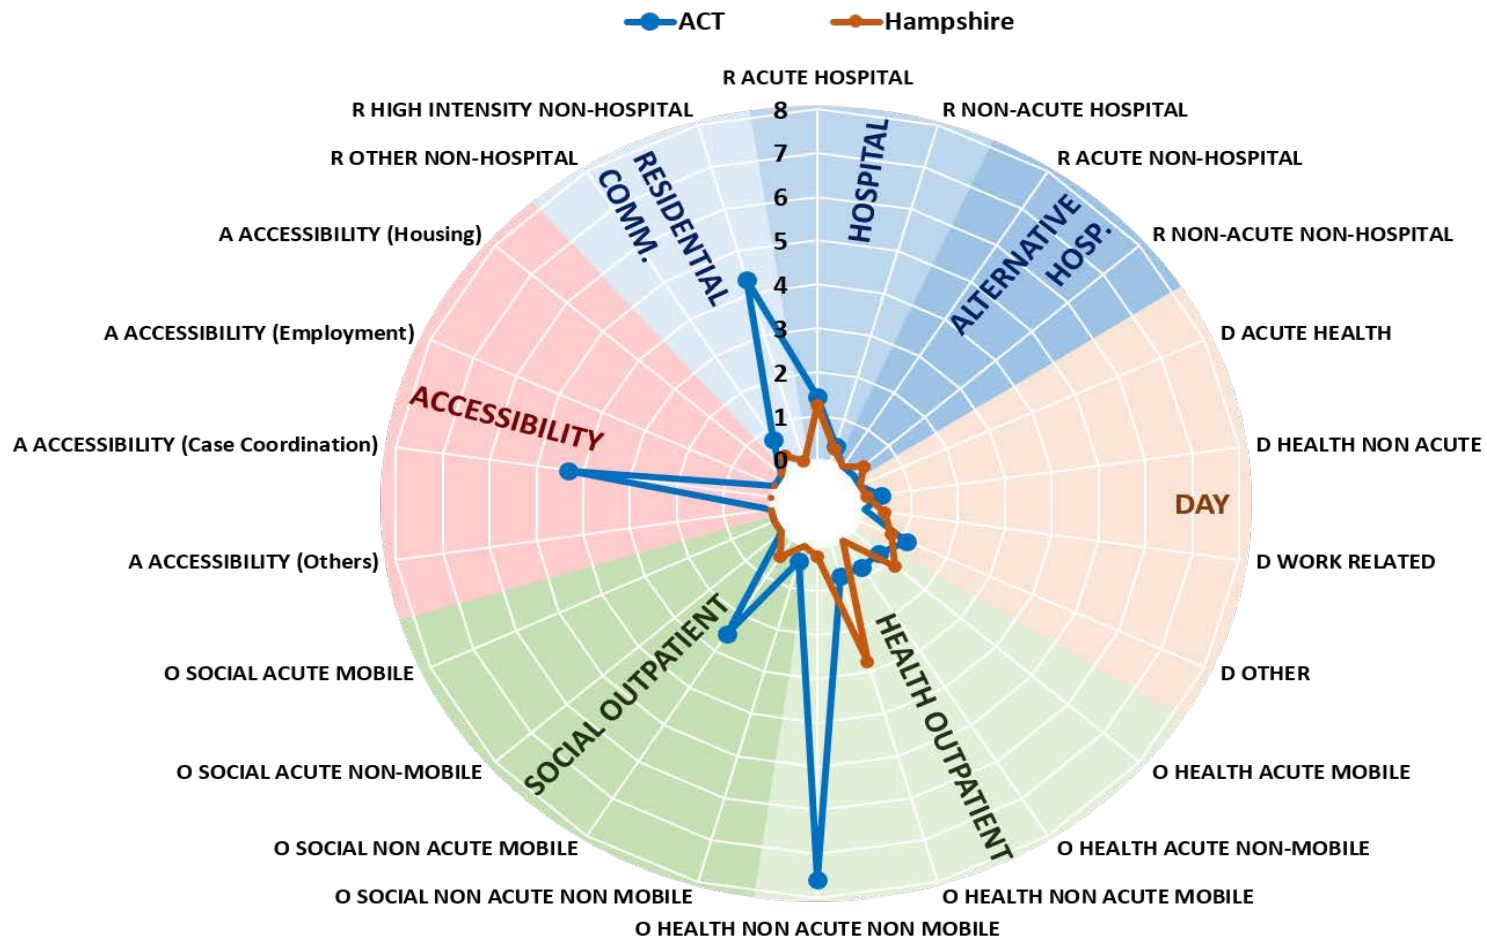 ACT
Hampshire
R ACUTE HOSPITAL
R HIGH INTENSITY NON-HOSPITAL
R NON-ACUTE HOSPITAL
R OTHER NON-HOSPITAL
R ACUTE NON-HOSPITAL
A ACCESSIBILITY (Housing)
R NON-ACUTE NON-HOSPITAL
A ACCESSIBILITY (Employment)
D ACUTE HEALTH
A ACCESSIBILITY (Case Coordination)
D HEALTH NON ACUTE
A ACCESSIBILITY (Others)
D WORK RELATED
O SOCIAL ACUTE MOBILE
D OTHER
O SOCIAL ACUTE NON-MOBILE
O HEALTH ACUTE MOBILE
O SOCIAL NON ACUTE MOBILE
O HEALTH ACUTE NON-MOBILE
O SOCIAL NON ACUTE NON MOBILE
O HEALTH NON ACUTE MOBILE
O HEALTH NON ACUTE NON MOBILE
8
7
6
5
4
3
2
1
0
RESIDENTIAL
COMM.
HOSPITAL
ALTERNATIVE
HOSP.
ACCESSIBILITY
DAY
SOCIAL OUTPATIENT
HEALTH OUTPATIENT